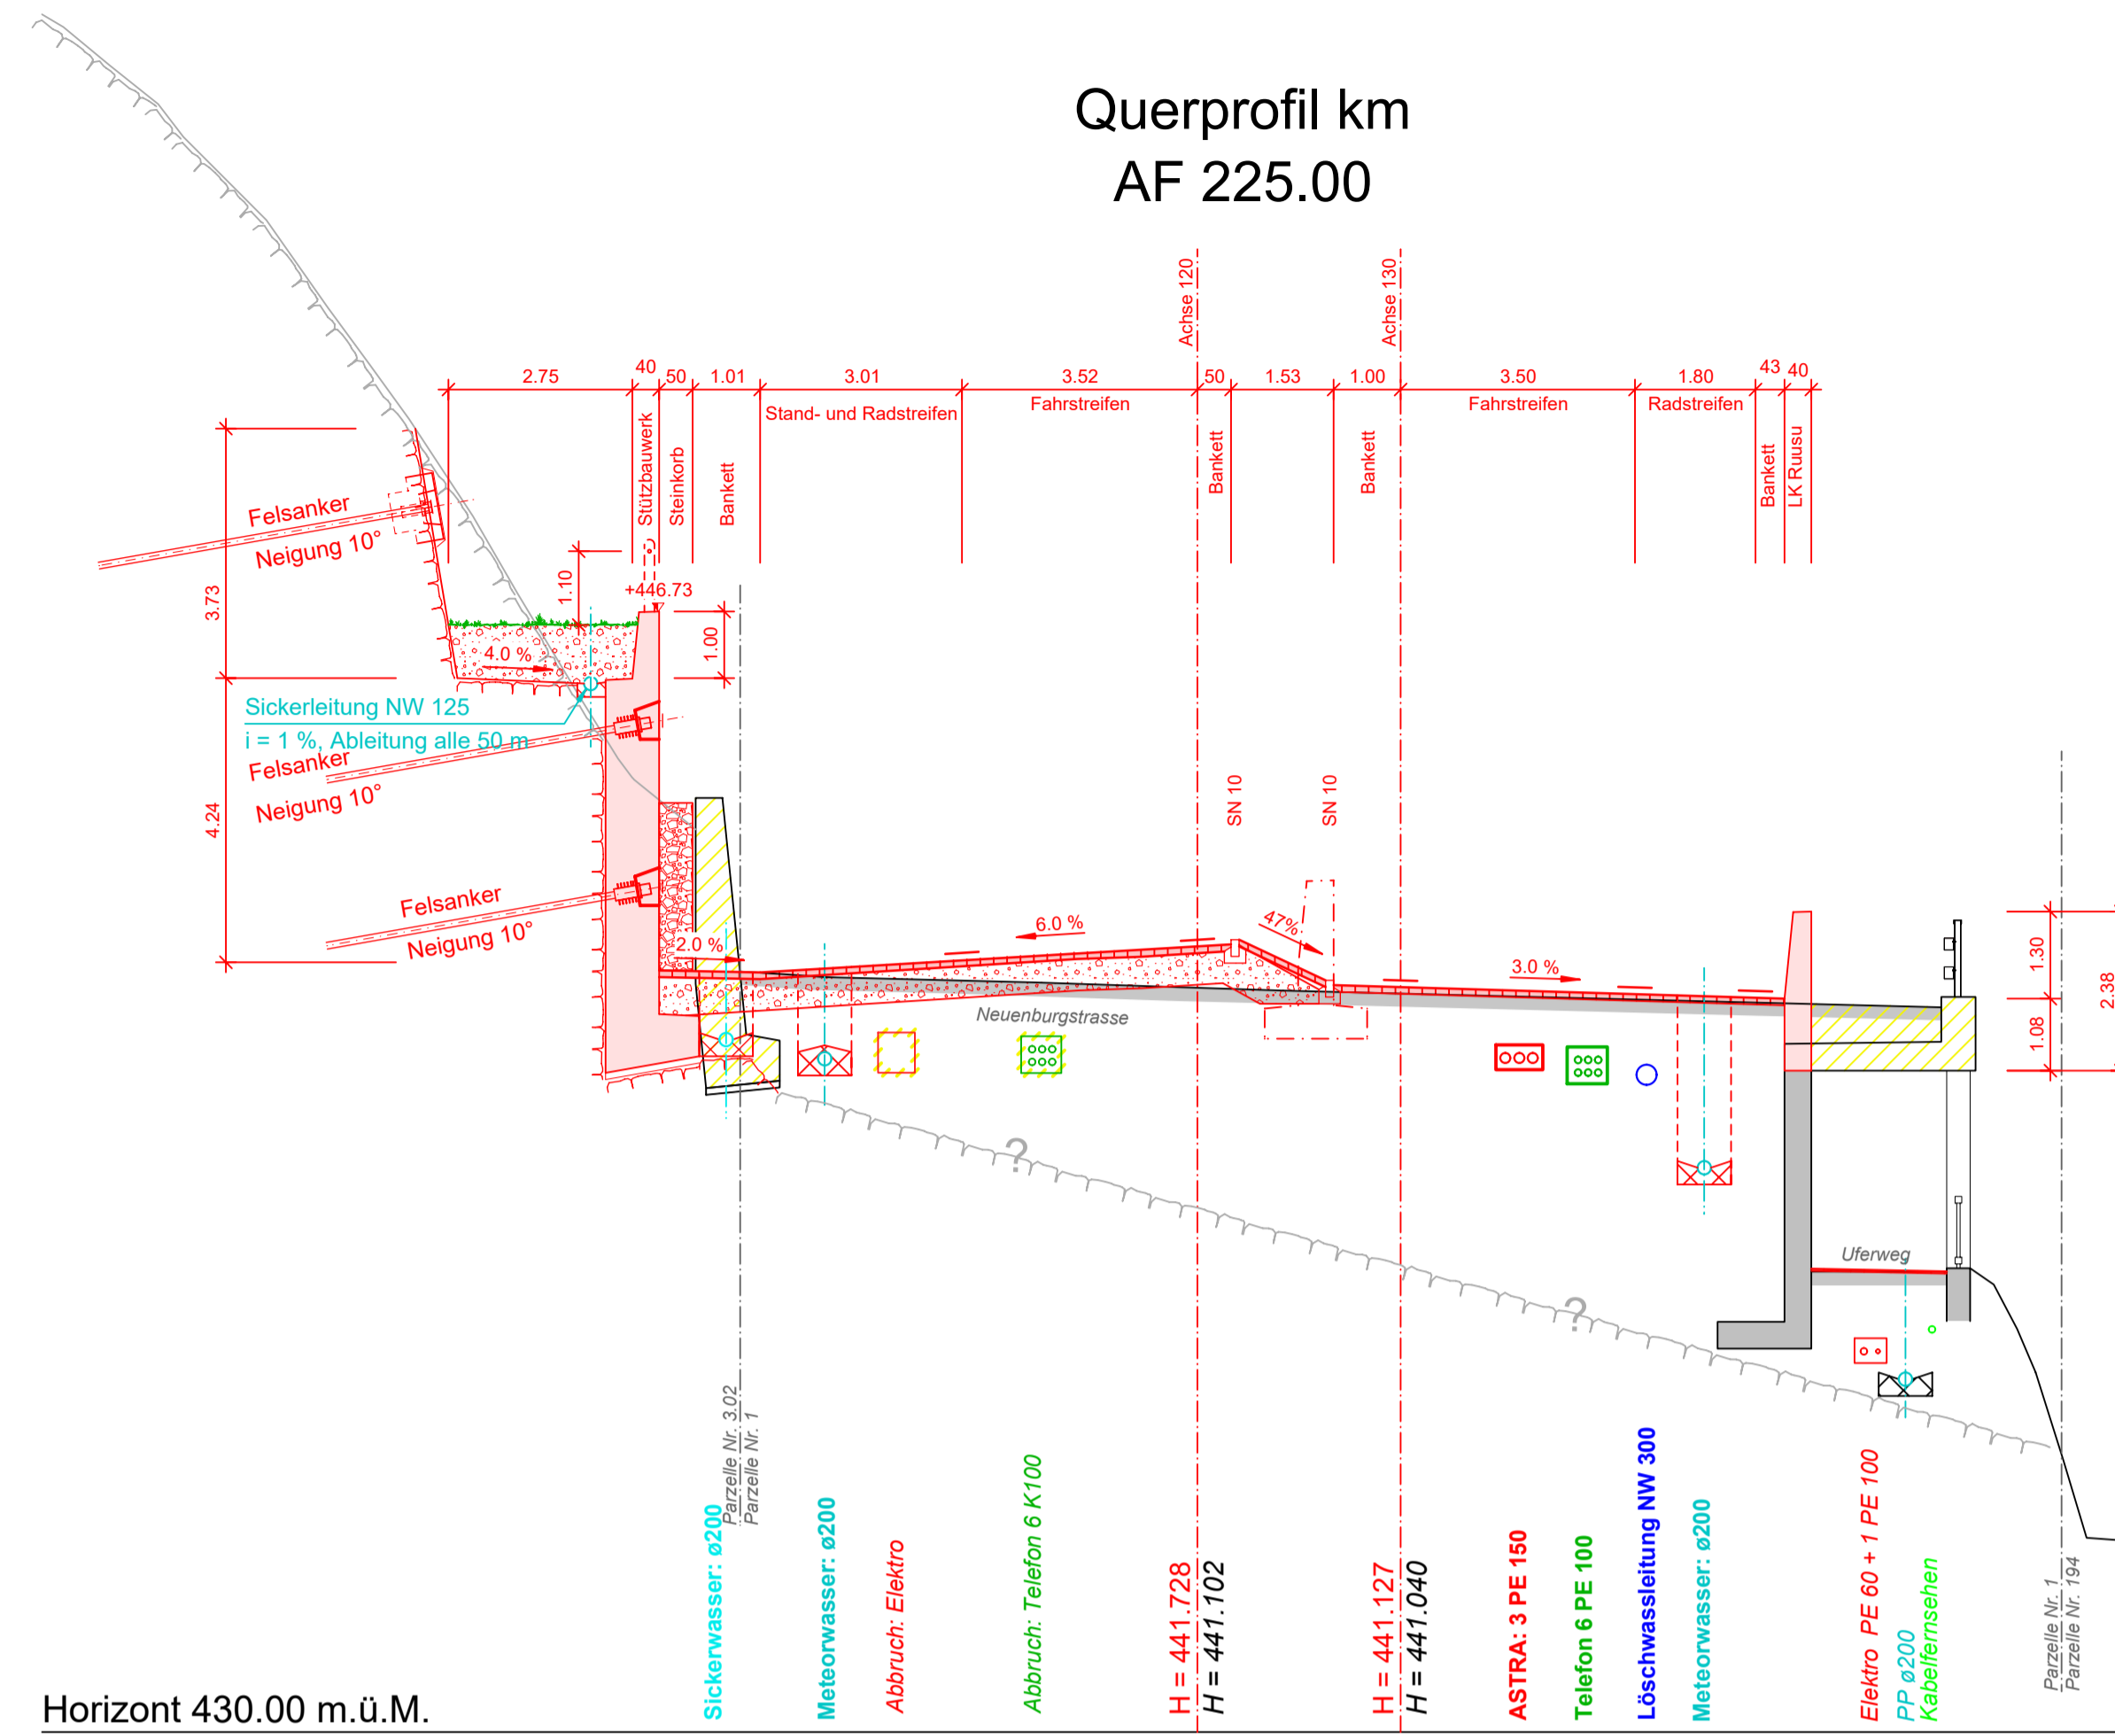 Querprofil km
AF 225.00
Achse 120
Achse 130
2.75
40
50
1.01
3.01
3.52
50
1.53
1.00
3.50
1.80
43
40
Stützbauwerk
Steinkorb
Bankett
Stand- und Radstreifen
Fahrstreifen
Bankett
Bankett
Fahrstreifen
Radstreifen
Bankett
LK Ruusu
Felsanker
Neigung 10°
3.73
1.10
+446.73
1.00
4.0 %
Sickerleitung NW 125
i = 1 %, Ableitung alle 50 m
Felsanker
Neigung 10°
4.24
SN 10
SN 10
Felsanker
Neigung 10°
2.0 %
6.0 %
47%
3.0 %
1.30
2.38
1.08
Neuenburgstrasse
?
?
Uferweg
Parzelle Nr. 3.02
Parzelle Nr. 1
Sickerwasser: ø200
Meteorwasser: ø200
Abbruch: Elektro
Abbruch: Telefon 6 K100
H = 441.728
H = 441.102
H = 441.127
H = 441.040
ASTRA: 3 PE 150
Telefon 6 PE 100
Löschwassleitung NW 300
Meteorwasser: ø200
Elektro PE 60 + 1 PE 100
PP ø200
Kabelfernsehen
Parzelle Nr. 1
Parzelle Nr. 194
Horizont 430.00 m.ü.M.